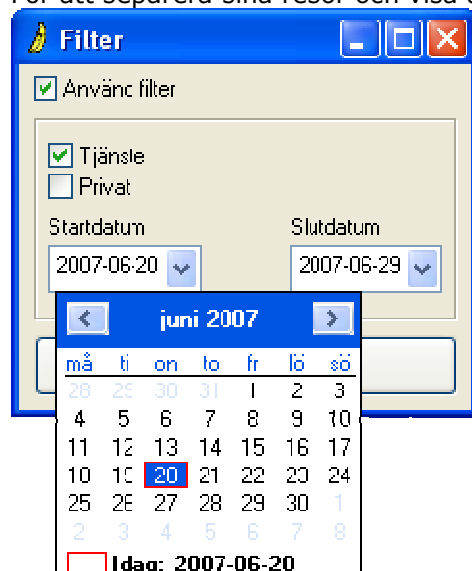 För att separera sina resor och visa
Filter
Använd filter
Tjänste
Privat
Startdatum Slutdatum
2007-06-20 2007-06-29
juni 2007
må ti on to fr lö sö
28 29 30 31 1 2 3
4 5 6 7 8 9 10
11 12 13 14 15 16 17
18 19 20 21 22 23 24
25 26 27 28 29 30 1
2 3 4 5 6 7 8
Idag: 2007-06-20